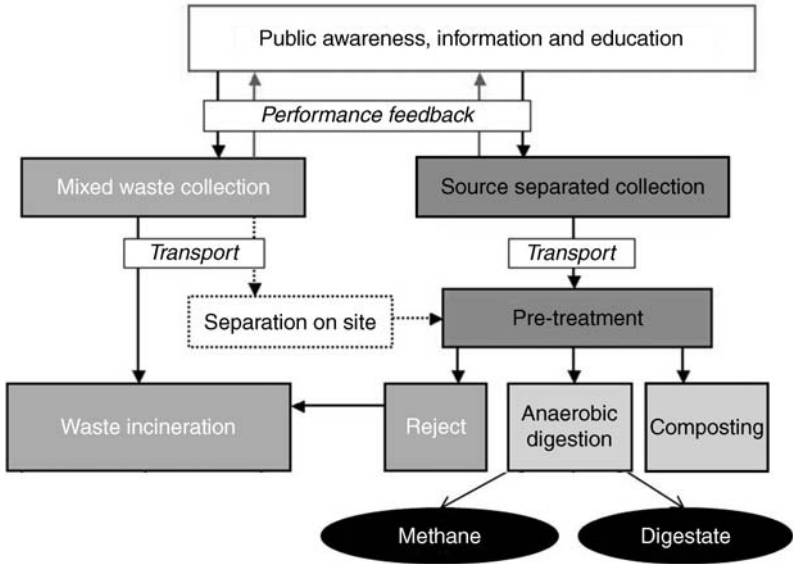 Public awareness, information and education
Performance feedback
Mixed waste collection
Source separated collection
Transport
Transport
Separation on site
Pre-treatment
Waste incineration
Reject
Anaerobic
digestion
Composting
Methane
Digestate